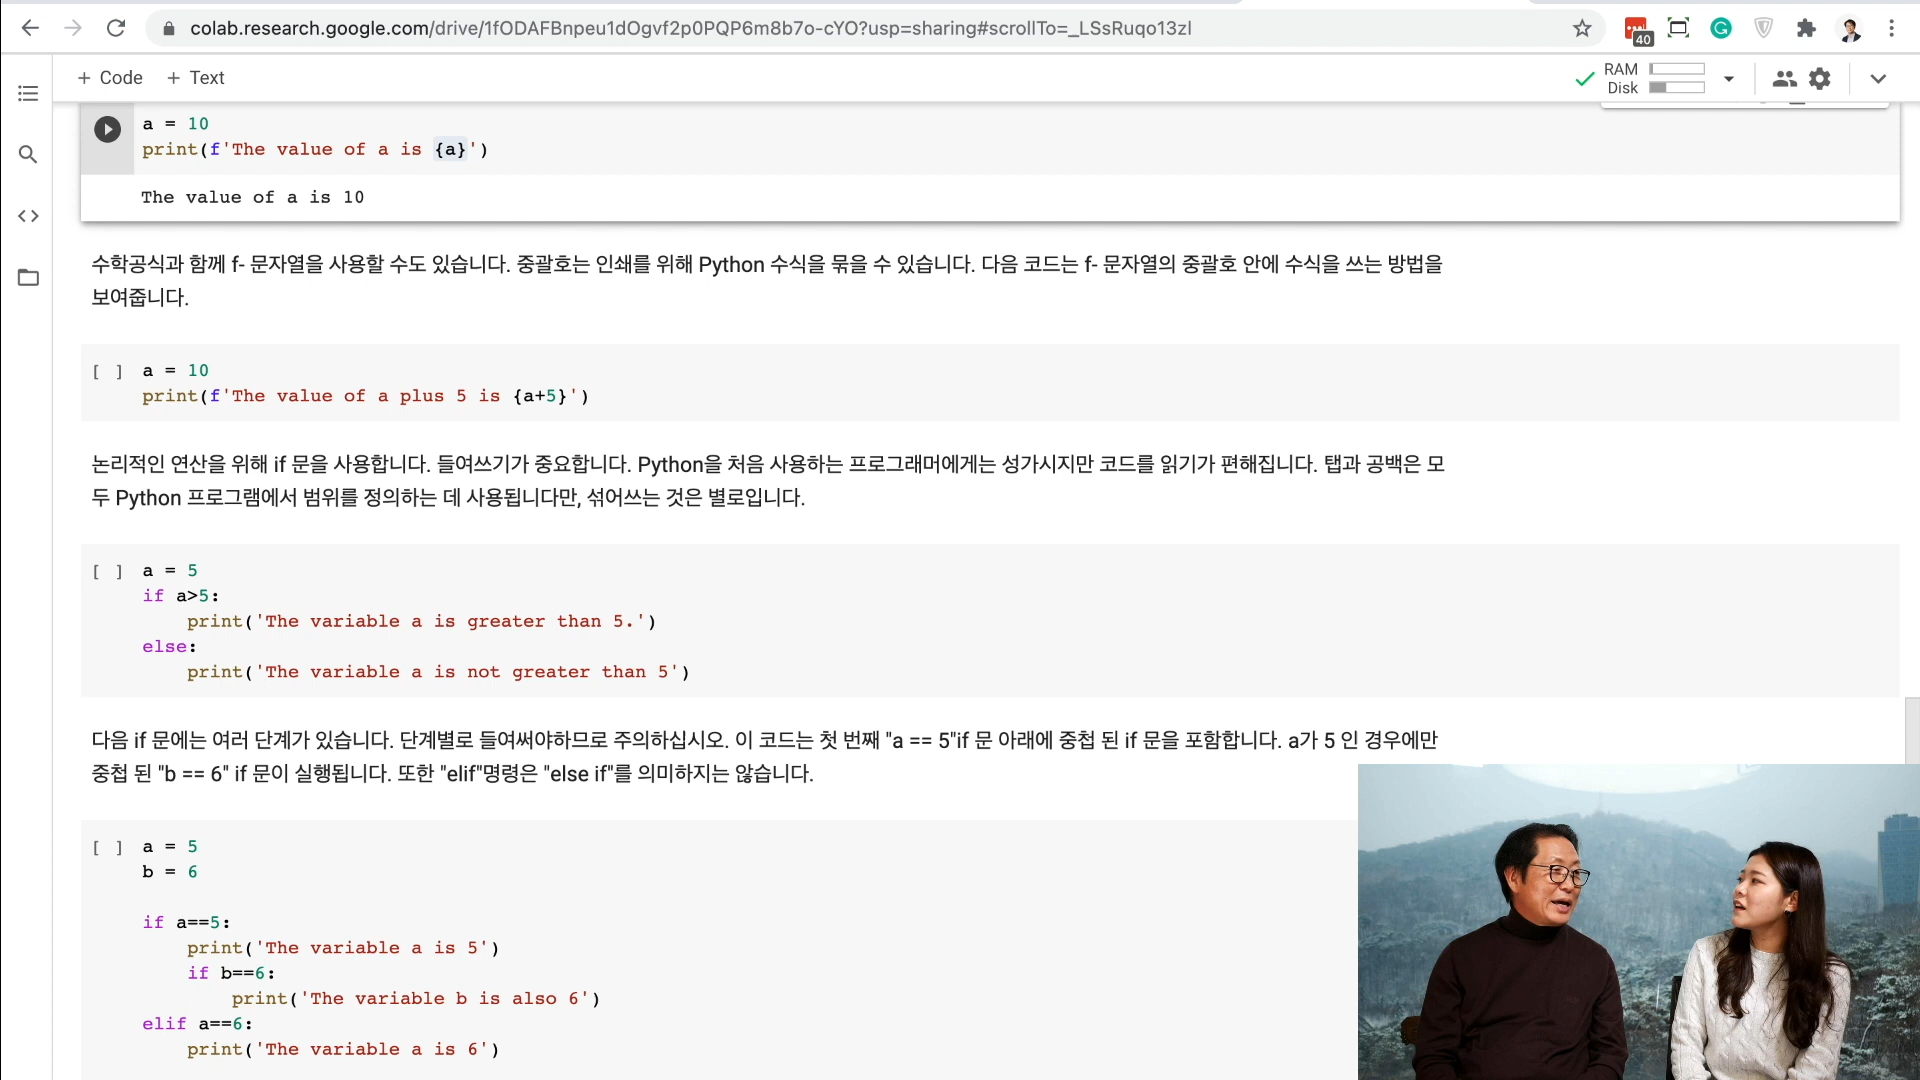 colab.research.google.com/drive/1fODAFBnpeu1dOgvf2p0PQP6m8b7o-cYO?usp=sharing#scrollTo=_LSsRuqo13zI
40
+ Code + Text
RAM
Disk
a = 10
print(f'The value of a is {a}')
The value of a is 10
수학공식과 함께 f- 문자열을 사용할 수도 있습니다. 중괄호는 인쇄를 위해 Python 수식을 묶을 수 있습니다. 다음 코드는 f- 문자열의 중괄호 안에 수식을 쓰는 방법을
보여줍니다.
[ ] a = 10
print(f'The value of a plus 5 is {a+5}')
논리적인 연산을 위해 if 문을 사용합니다. 들여쓰기가 중요합니다. Python을 처음 사용하는 프로그래머에게는 성가시지만 코드를 읽기가 편해집니다. 탭과 공백은 모
두 Python 프로그램에서 범위를 정의하는 데 사용됩니다만, 섞어쓰는 것은 별로입니다.
[ ] a = 5
if a>5:
print('The variable a is greater than 5.')
else:
print('The variable a is not greater than 5')
다음 if 문에는 여러 단계가 있습니다. 단계별로 들여써야하므로 주의하십시오. 이 코드는 첫 번째 "a == 5"if 문 아래에 중첩 된 if 문을 포함합니다. a가 5 인 경우에만
중첩 된 "b == 6" if 문이 실행됩니다. 또한 "elif"명령은 "else if"를 의미하지는 않습니다.
[ ] a = 5
b = 6
if a==5:
print('The variable a is 5')
if b==6:
print('The variable b is also 6')
elif a==6:
print('The variable a is 6')